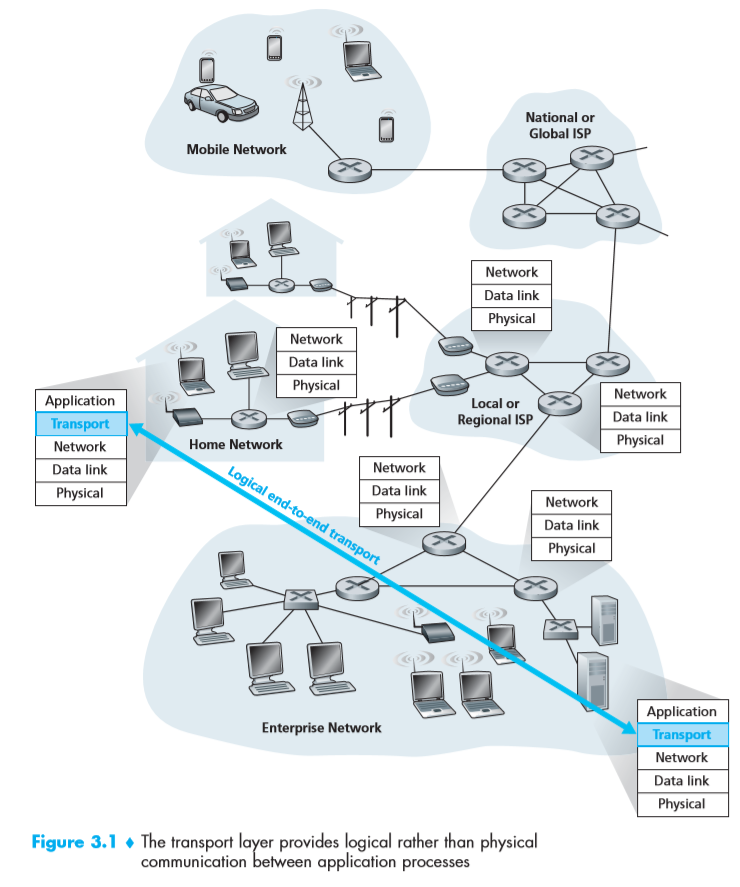 Mobile Network
National or
Global ISP
Network
Data link
Physical
Network
Data link
Physical
Application
Transport
Network
Data link
Physical
Home Network
Local or
Regional ISP
Network
Data link
Physical
Logical end-to-end transport
Network
Data link
Physical
Network
Data link
Physical
Enterprise Network
Application
Transport
Network
Data link
Physical
Figure 3.1 ♦ The transport layer provides logical rather than physical
communication between application processes